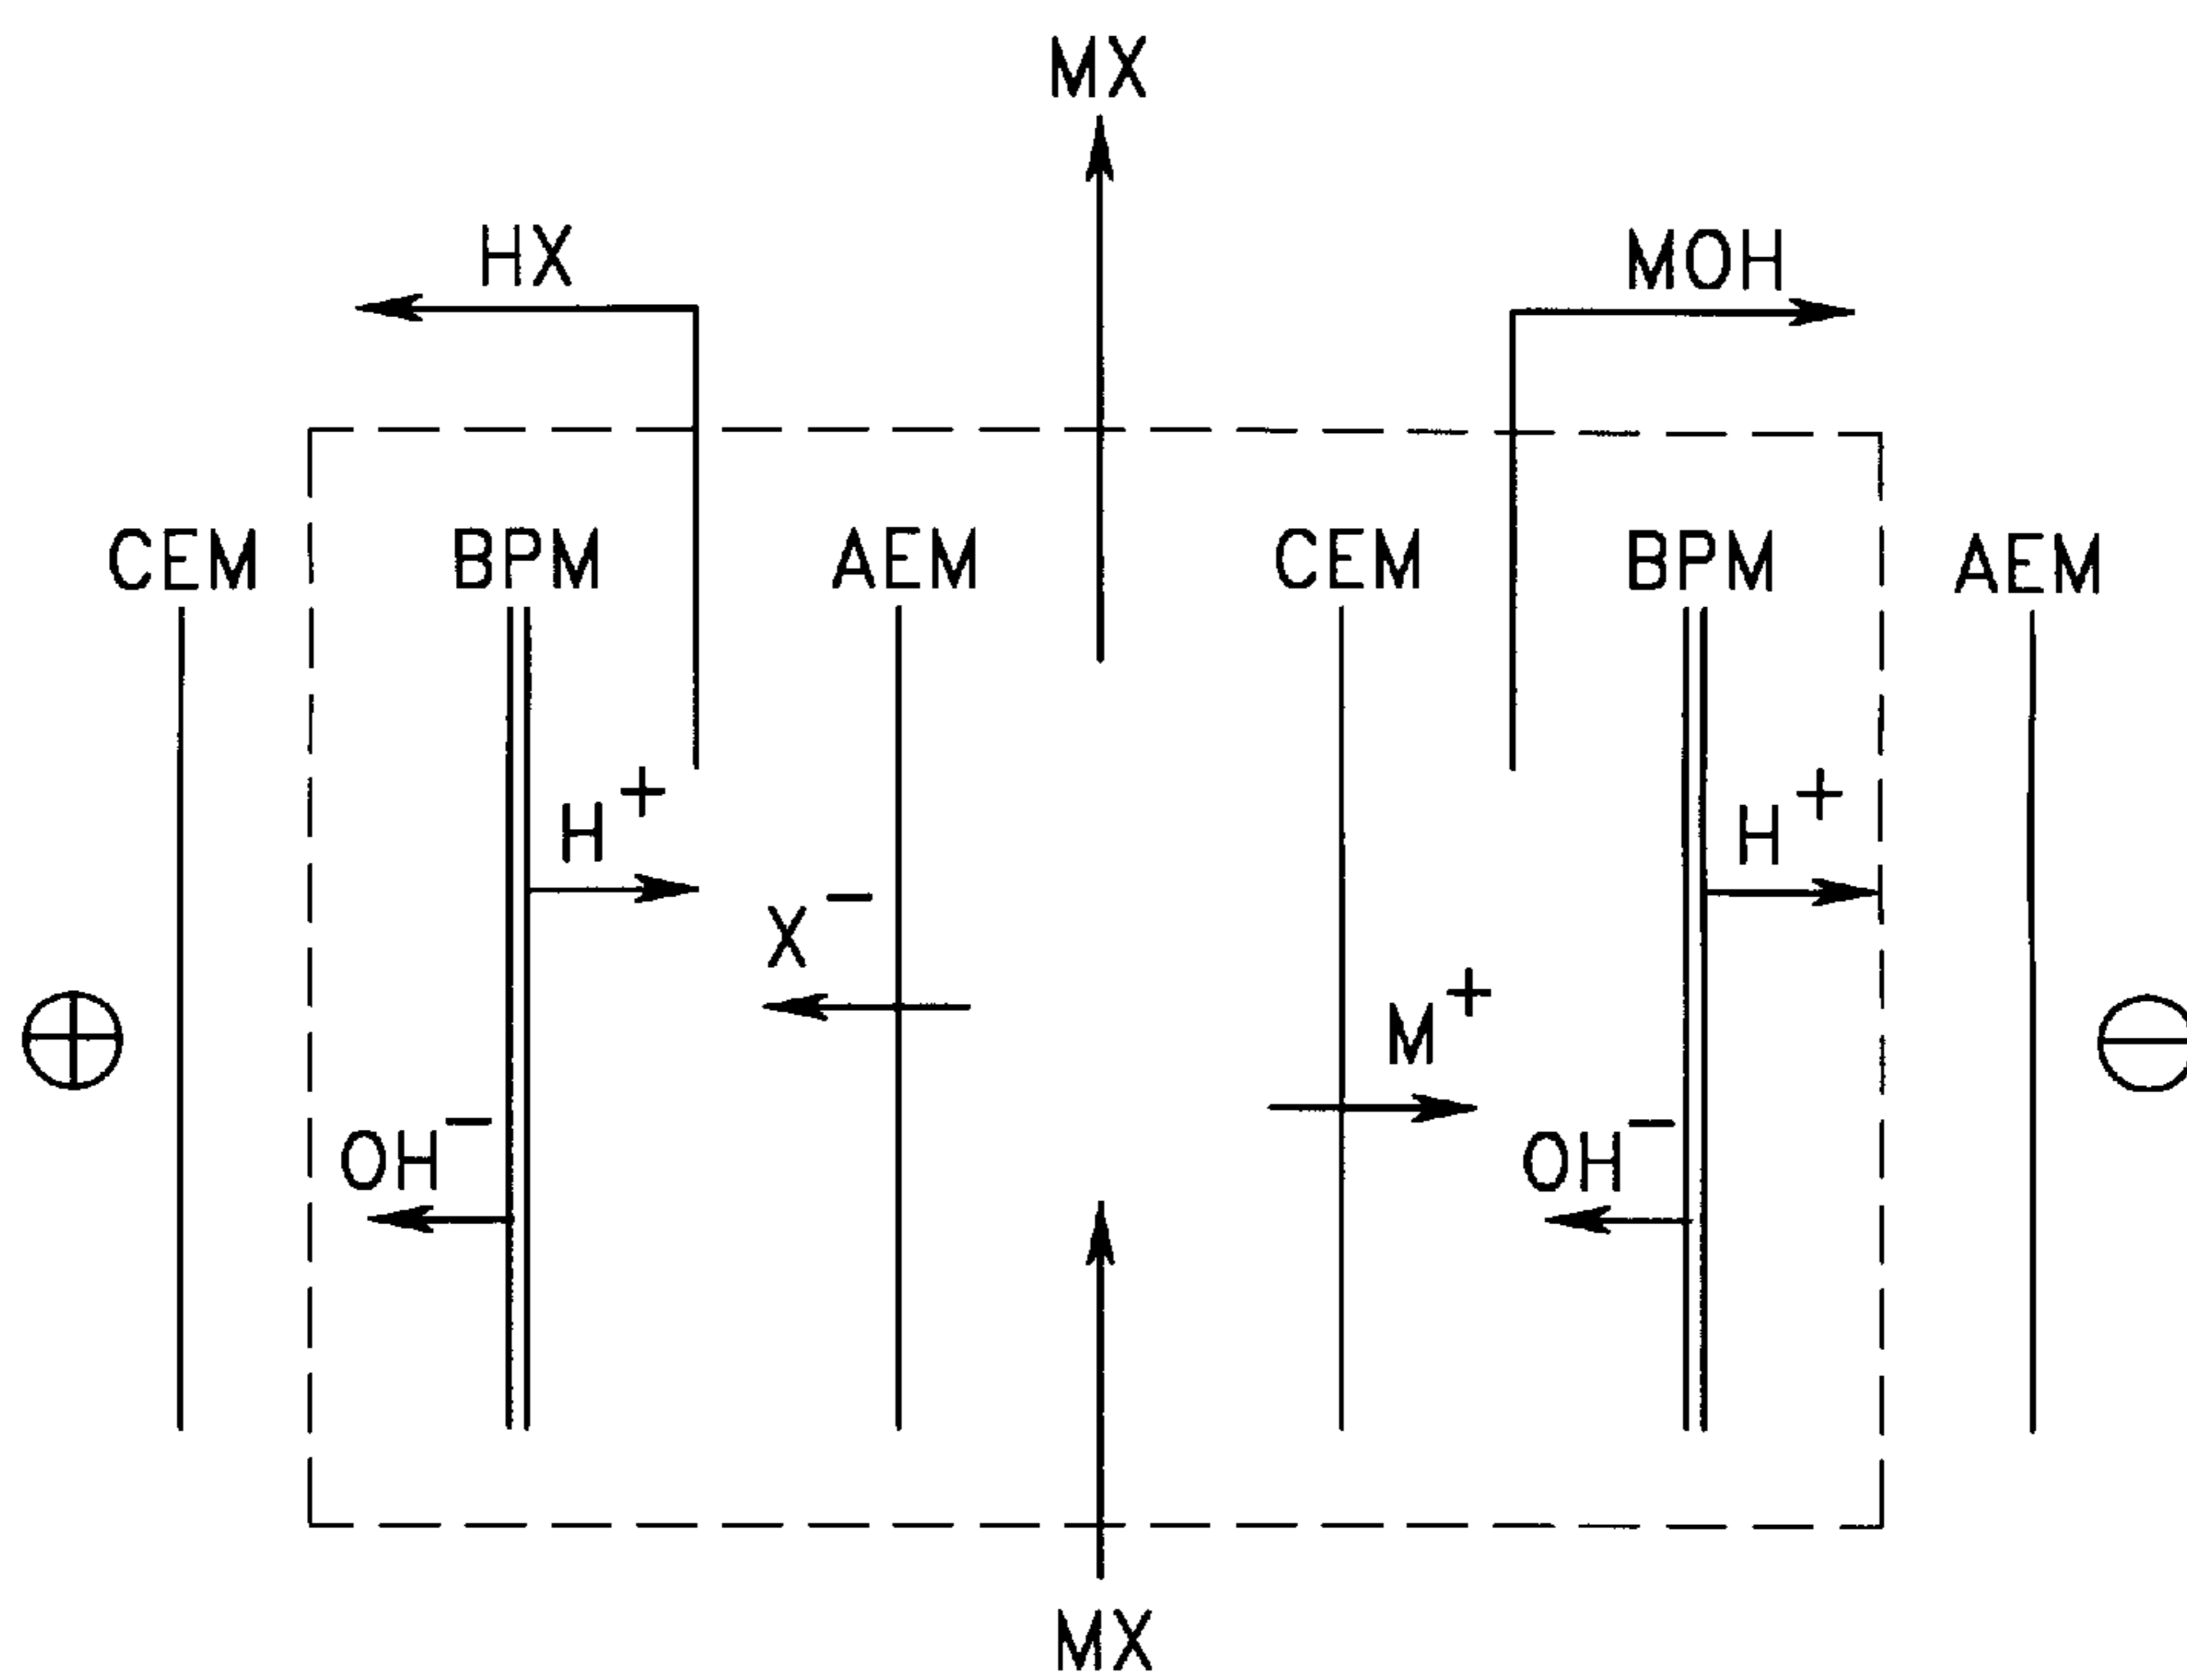 MX
HX MOH
CEM BPM AEM CEM BPM AEM
H+ H+
X−
M+
OH− OH−
MX